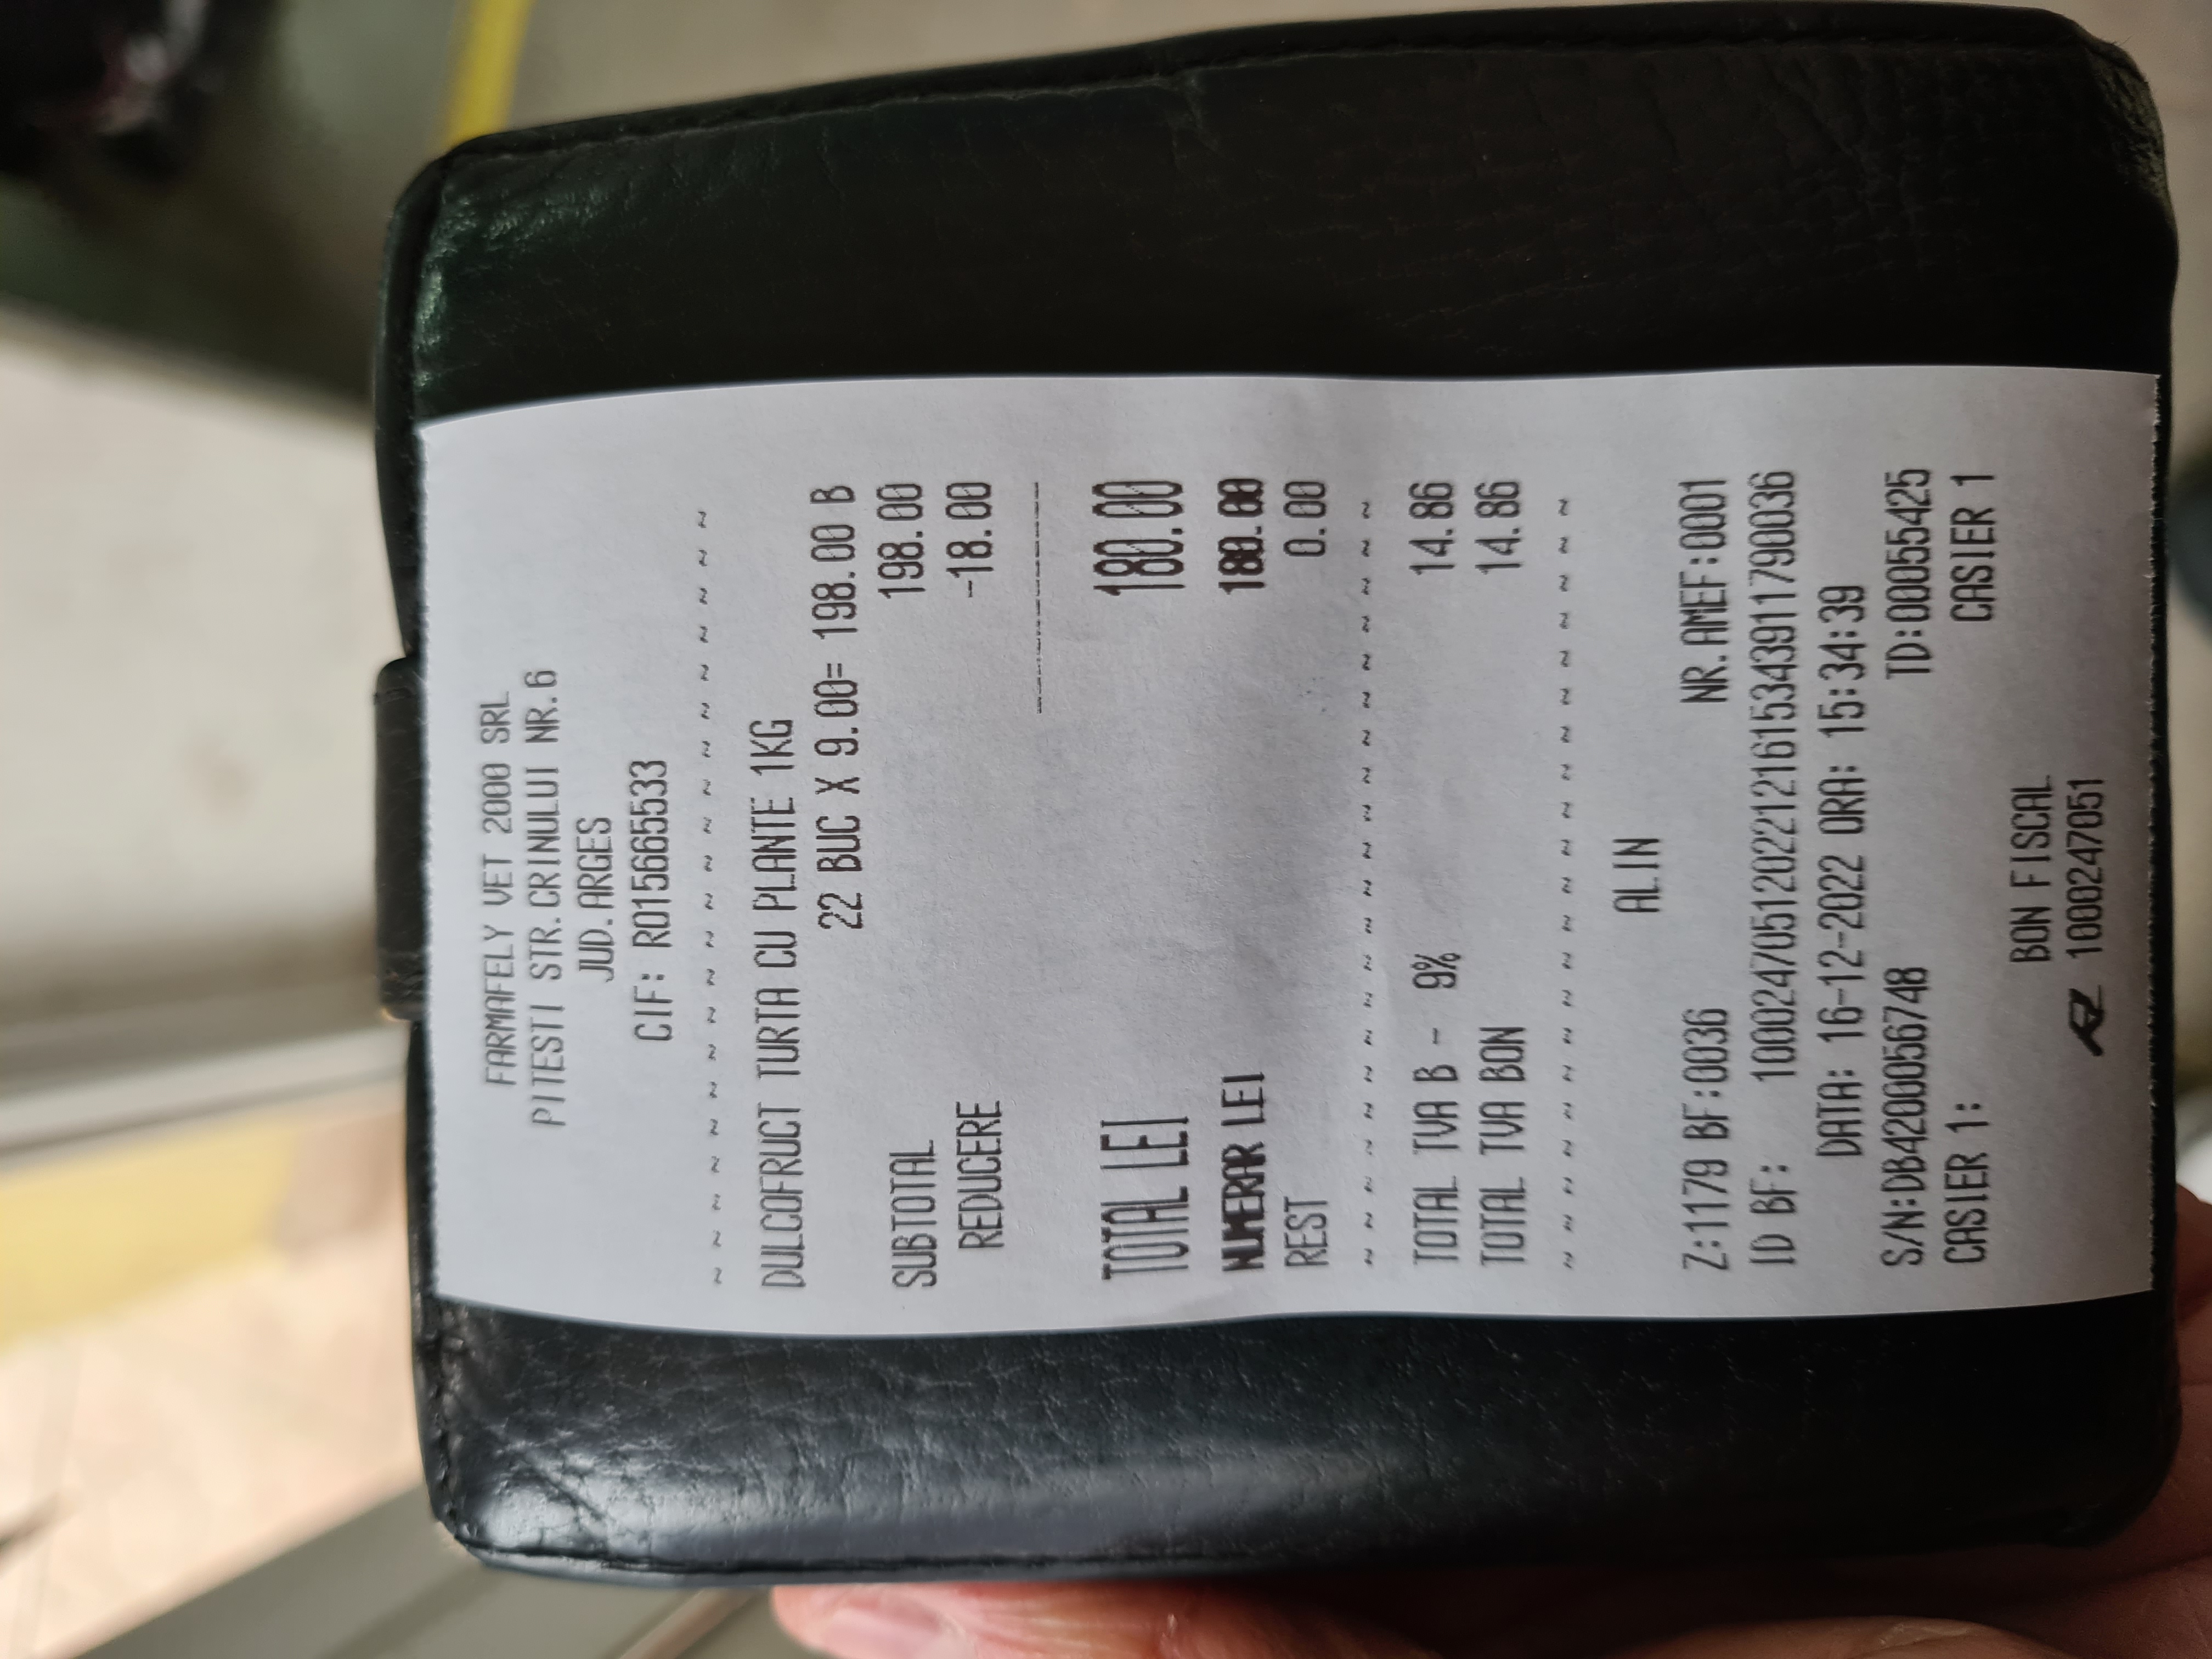 FARMAFELY VET 2000 SRL
PITESTI STR.CRINULUI NR.6
JUD.ARGES
CIF: RO15665533
~ ~ ~ ~ ~ ~ ~ ~ ~ ~ ~ ~ ~ ~ ~ ~ ~ ~ ~ ~ ~
DULCOFRUCT TURTA CU PLANTE 1KG
22 BUC X 9.00= 198.00 B
SUBTOTAL 198.00
REDUCERE -18.00
TOTAL LEI 180.00
NUMERAR LEI 180.00
REST 0.00
~ ~ ~ ~ ~ ~ ~ ~ ~ ~ ~ ~ ~ ~ ~ ~ ~ ~ ~ ~ ~
TOTAL TVA B - 9% 14.86
TOTAL TVA BON 14.86
~ ~ ~ ~ ~ ~ ~ ~ ~ ~ ~ ~ ~ ~ ~ ~ ~ ~ ~ ~ ~
ALIN
Z:1179 BF:0036 NR.AMEF:0001
ID BF: 10002470512022121615343911790036
DATA: 16-12-2022 ORA: 15:34:39
S/N:DB4200056748 TD:00055425
CASIER 1: CASIER 1
BON FISCAL
1000247051